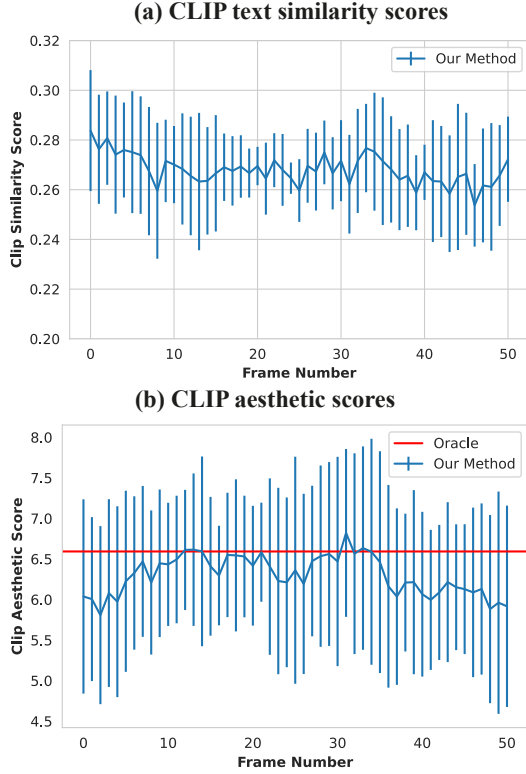 (a) CLIP text similarity scores
0.32
Our Method
0.30
0.28
0.26
0.24
0.22
0.20
Clip Similarity Score
0 10 20 30 40 50
Frame Number
(b) CLIP aesthetic scores
8.0
Oracle
Our Method
7.5
7.0
6.5
6.0
5.5
5.0
4.5
Clip Aesthetic Score
0 10 20 30 40 50
Frame Number